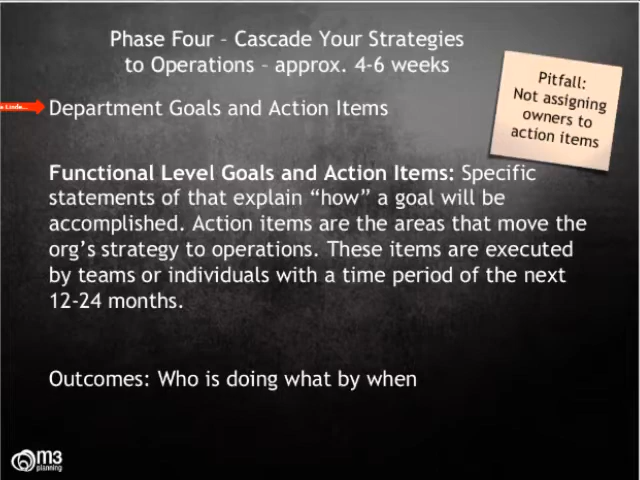 Phase Four – Cascade Your Strategies
to Operations – approx. 4-6 weeks
Pitfall:
Not assigning
owners to
action items
Department Goals and Action Items
Functional Level Goals and Action Items: Specific
statements of that explain “how” a goal will be
accomplished. Action items are the areas that move the
org’s strategy to operations. These items are executed
by teams or individuals with a time period of the next
12-24 months.
Outcomes: Who is doing what by when
m3
planning